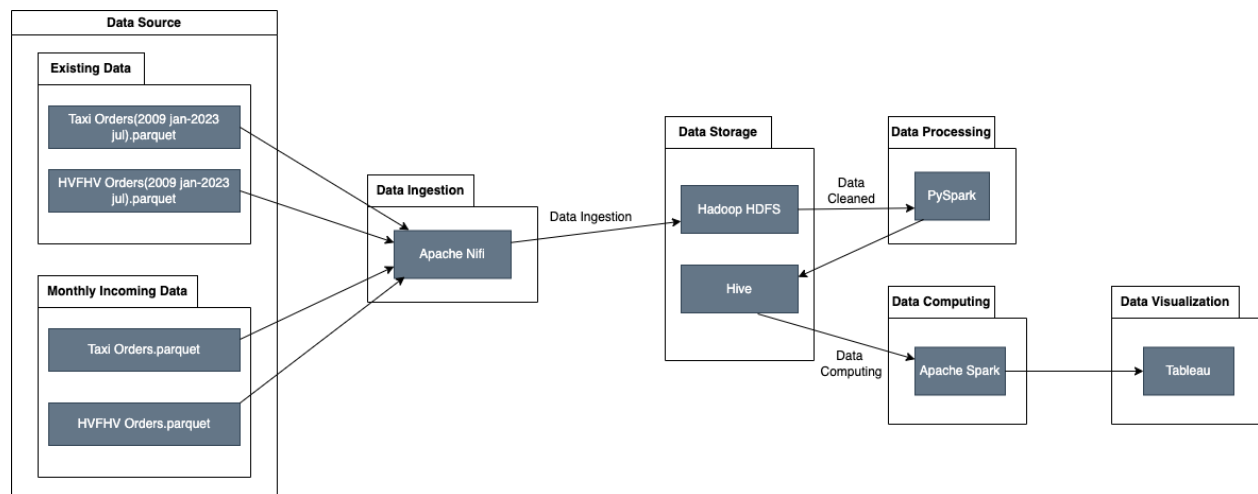 Data Source
Existing Data
Taxi Orders(2009 jan-2023
jul).parquet
HVFHV Orders(2009 jan-2023
jul).parquet
Monthly Incoming Data
Taxi Orders.parquet
HVFHV Orders.parquet
Data Ingestion
Apache Nifi
Data Ingestion
Data Storage
Hadoop HDFS
Hive
Data
Cleaned
Data Processing
PySpark
Data
Computing
Data Computing
Apache Spark
Data Visualization
Tableau